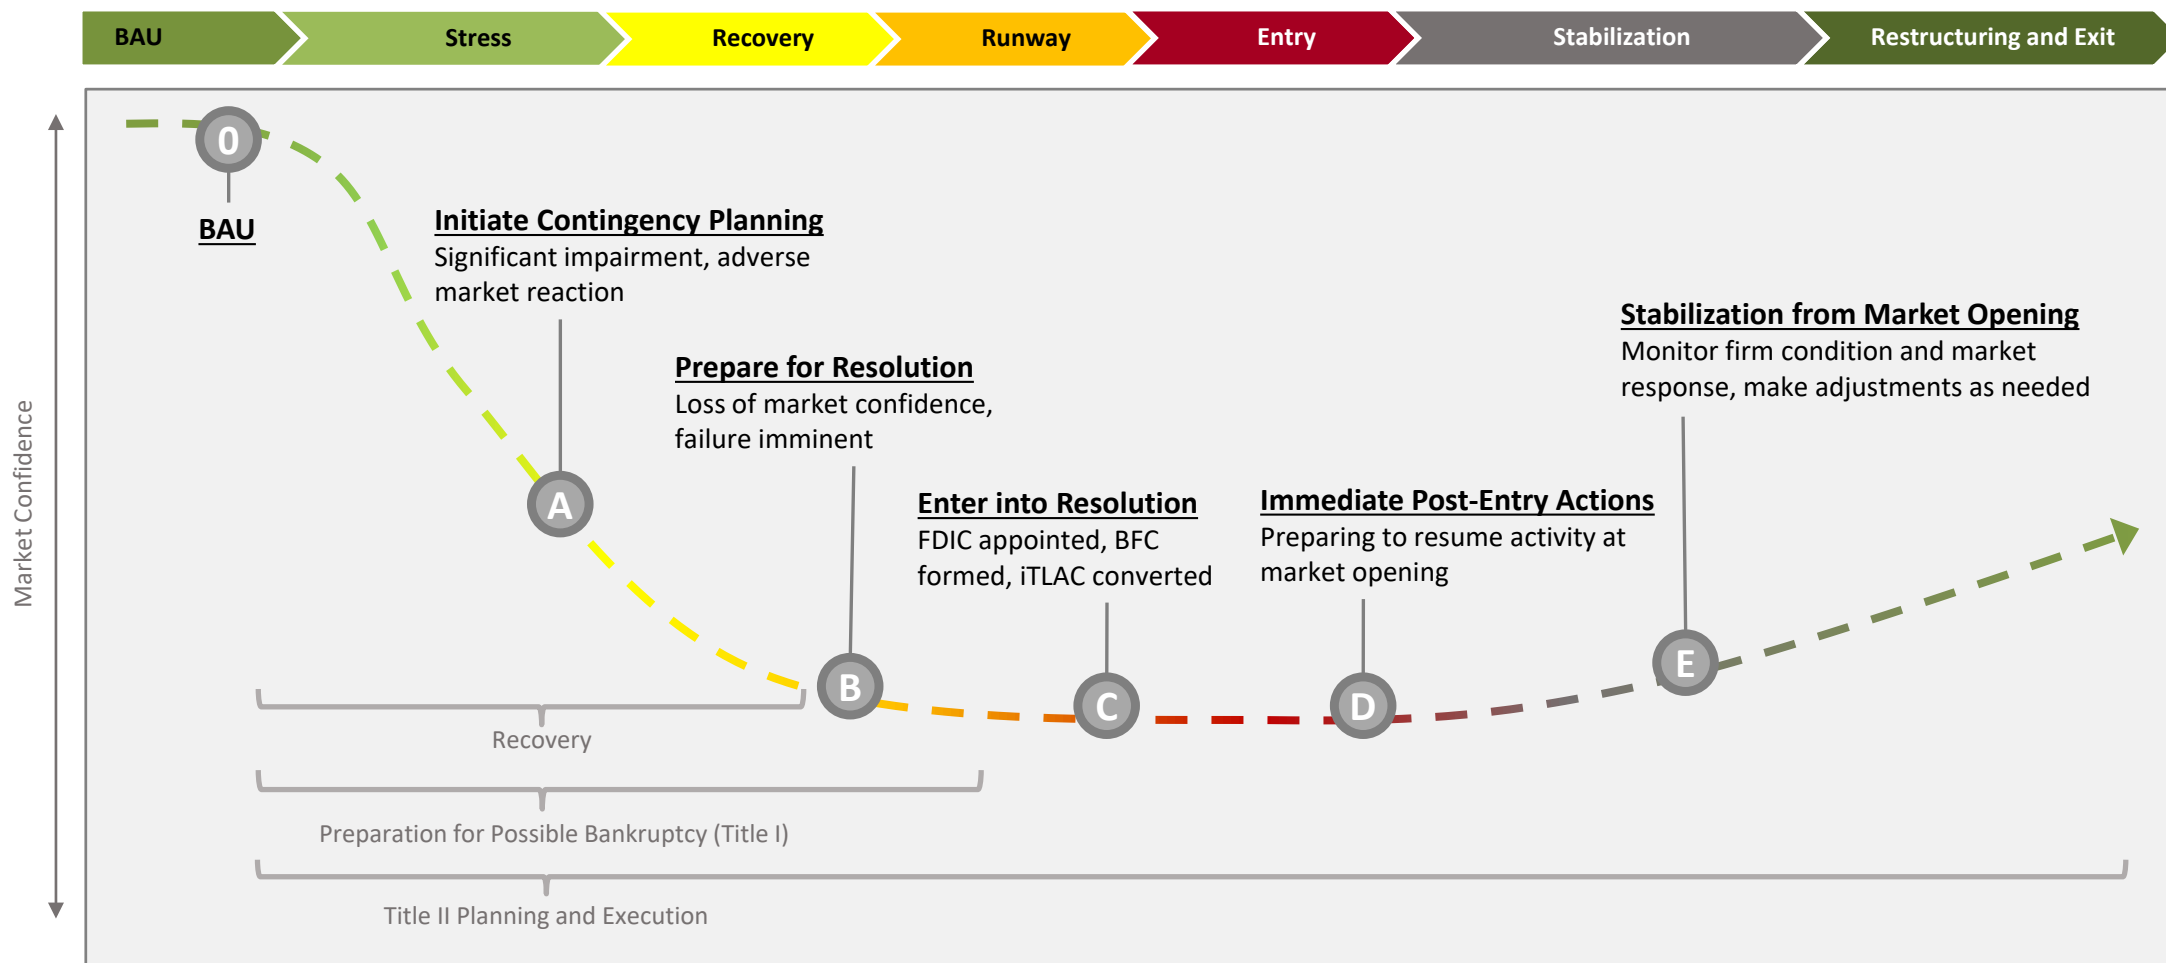 BAU
Stress
Recovery
Runway
Entry
Stabilization
Restructuring and Exit
Market Confidence
0
BAU
Initiate Contingency Planning
Significant impairment, adverse
market reaction
A
Prepare for Resolution
Loss of market confidence,
failure imminent
B
Enter into Resolution
FDIC appointed, BFC
formed, iTLAC converted
C
Immediate Post-Entry Actions
Preparing to resume activity at
market opening
D
Stabilization from Market Opening
Monitor firm condition and market
response, make adjustments as needed
E
Recovery
Preparation for Possible Bankruptcy (Title I)
Title II Planning and Execution